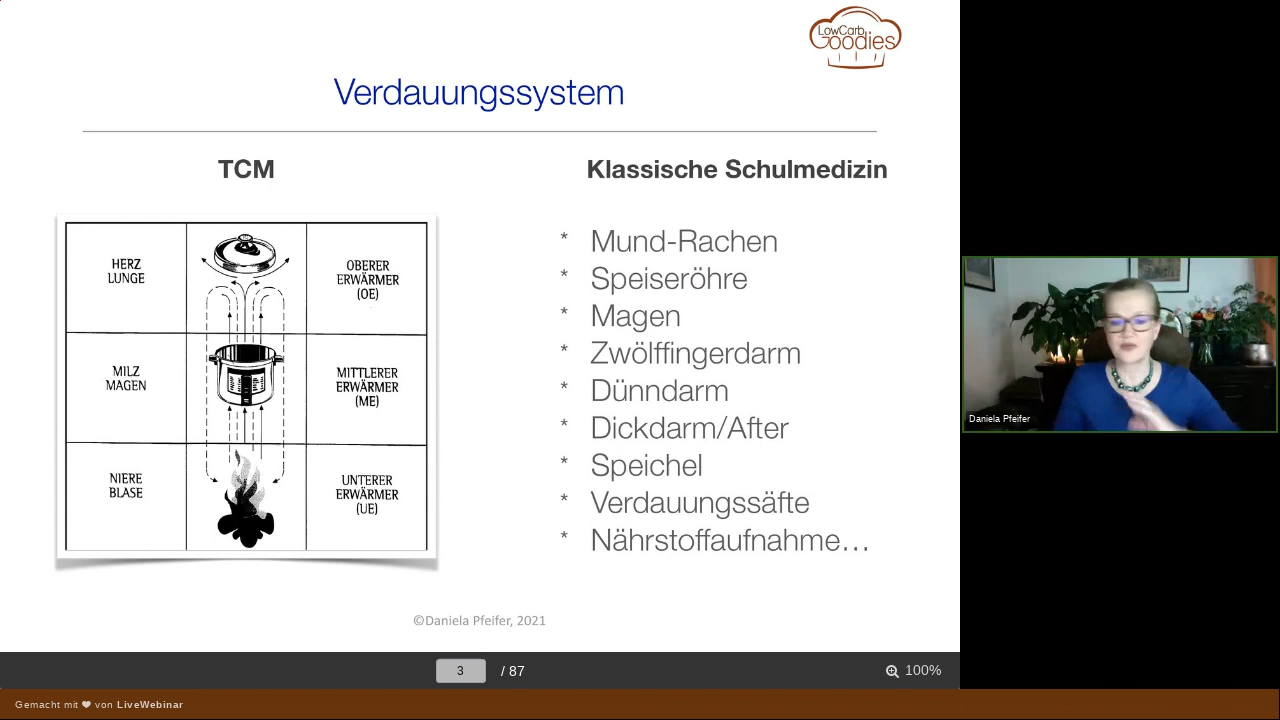 LowCarb
Goodies
Verdauungssystem
TCM
Klassische Schulmedizin
HERZ
LUNGE
OBERER
ERWÄRMER
(OE)
MILZ
MAGEN
MITTLERER
ERWÄRMER
(ME)
NIERE
BLASE
UNTERER
ERWÄRMER
(UE)
* Mund-Rachen
* Speiseröhre
* Magen
* Zwölffingerdarm
* Dünndarm
* Dickdarm/After
* Speichel
* Verdauungssäfte
* Nährstoffaufnahme…
©Daniela Pfeifer, 2021
Daniela Pfeifer
3 / 87
100%
Gemacht mit ❤ von LiveWebinar